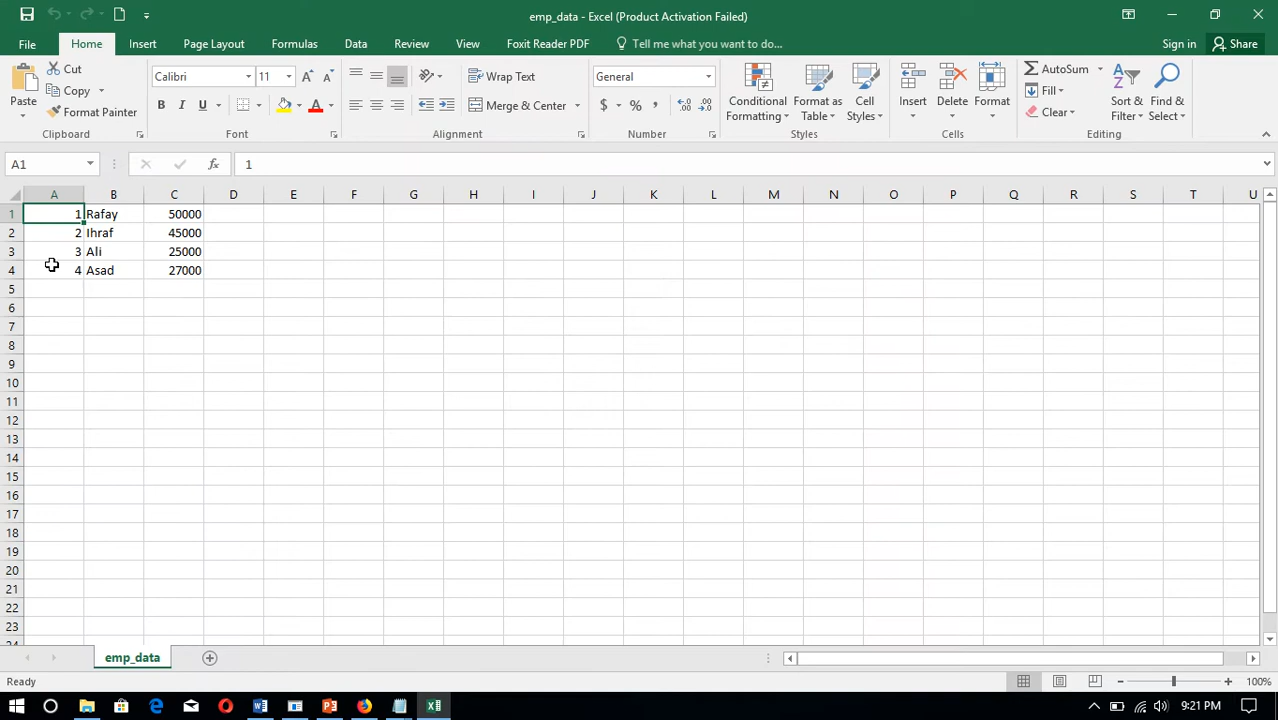 emp_data - Excel (Product Activation Failed)
File Home Insert Page Layout Formulas Data Review View Foxit Reader PDF Tell me what you want to do... Sign in Share
Paste
Cut
Copy
Format Painter
Clipboard
Calibri 11
B I U
Font
Wrap Text
Merge & Center
Alignment
General
$ % ,
Number
Conditional Formatting
Format as Table
Cell Styles
Styles
Insert Delete Format
Cells
AutoSum
Fill
Clear
Sort & Filter
Find & Select
Editing
A1 fx 1
A B C D E F G H I J K L M N O P Q R S T U
1 1 Rafay 50000
2 2 Ihraf 45000
3 3 Ali 25000
4 4 Asad 27000
5
6
7
8
9
10
11
12
13
14
15
16
17
18
19
20
21
22
23
24
emp_data
Ready 100%
9:21 PM